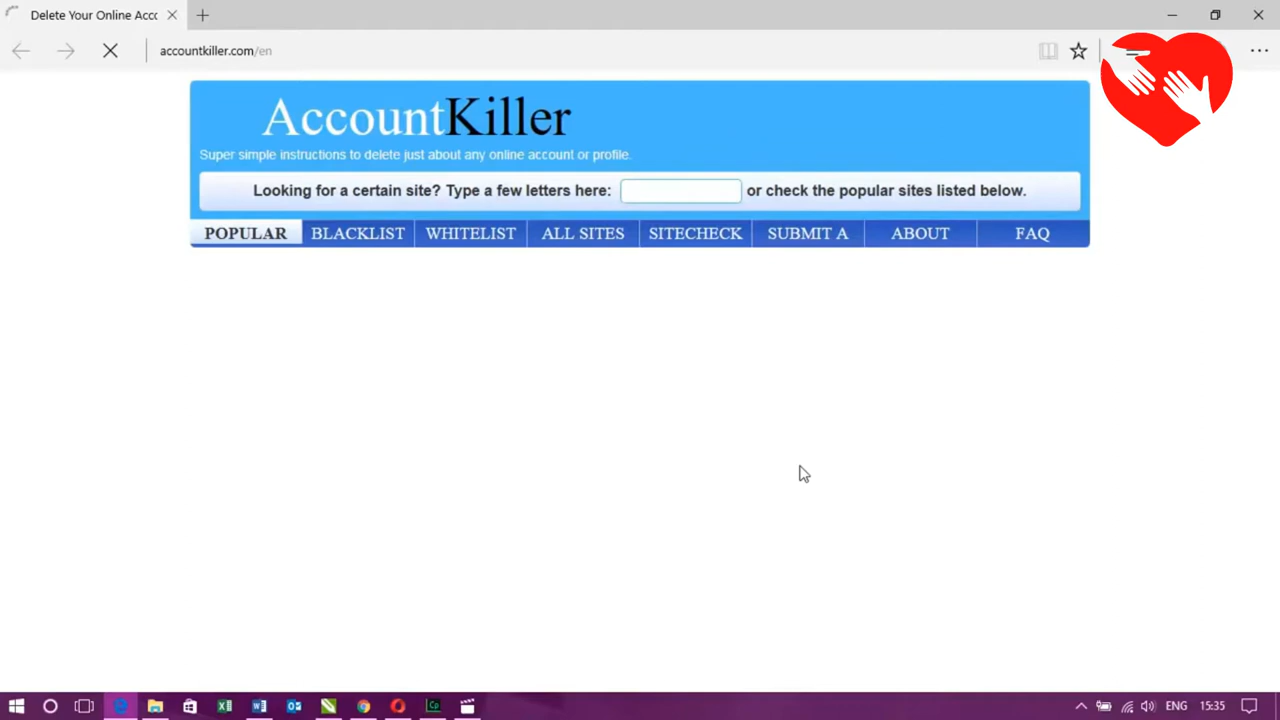 Delete Your Online Acc
accountkiller.com/en
AccountKiller
Super simple instructions to delete just about any online account or profile.
Looking for a certain site? Type a few letters here: or check the popular sites listed below.
POPULAR BLACKLIST WHITELIST ALL SITES SITECHECK SUBMIT A ABOUT FAQ
ENG 15:35